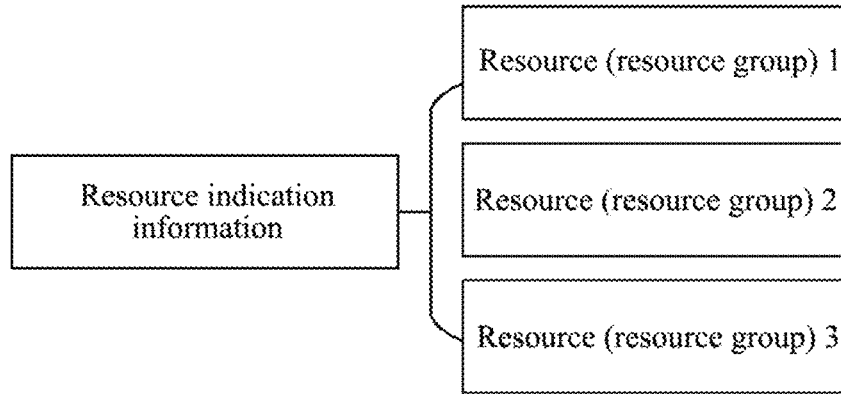 Resource (resource group) 1
Resource indication
information
Resource (resource group) 2
Resource (resource group) 3